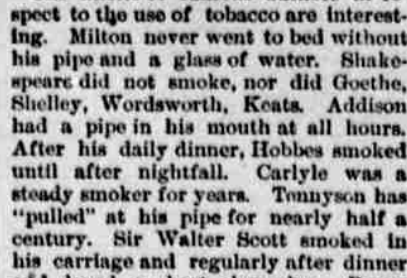 spect to the use of tobacco are interest-
ing. Milton never went to bed without
his pipe and a glass of water. Shake-
speare did not smoke, nor did Goethe,
Shelley, Wordsworth, Keats. Addison
had a pipe in his mouth at all hours.
After his daily dinner, Hobbes smoked
until after nightfall. Carlyle was a
steady smoker for years. Tennyson has
"pulled" at his pipe for nearly half a
century. Sir Walter Scott smoked in
his carriage and regularly after dinner